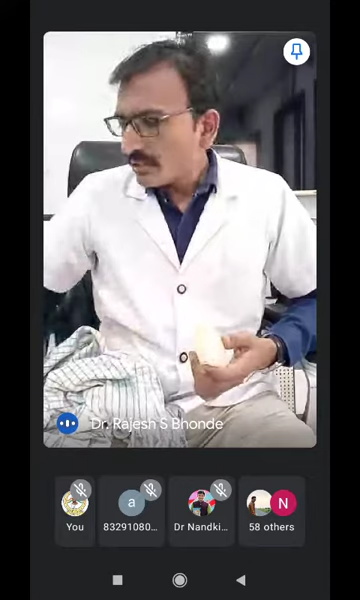 Dr. Rajesh S Bhonde
You
a
83291080...
Dr Nandki...
N
58 others